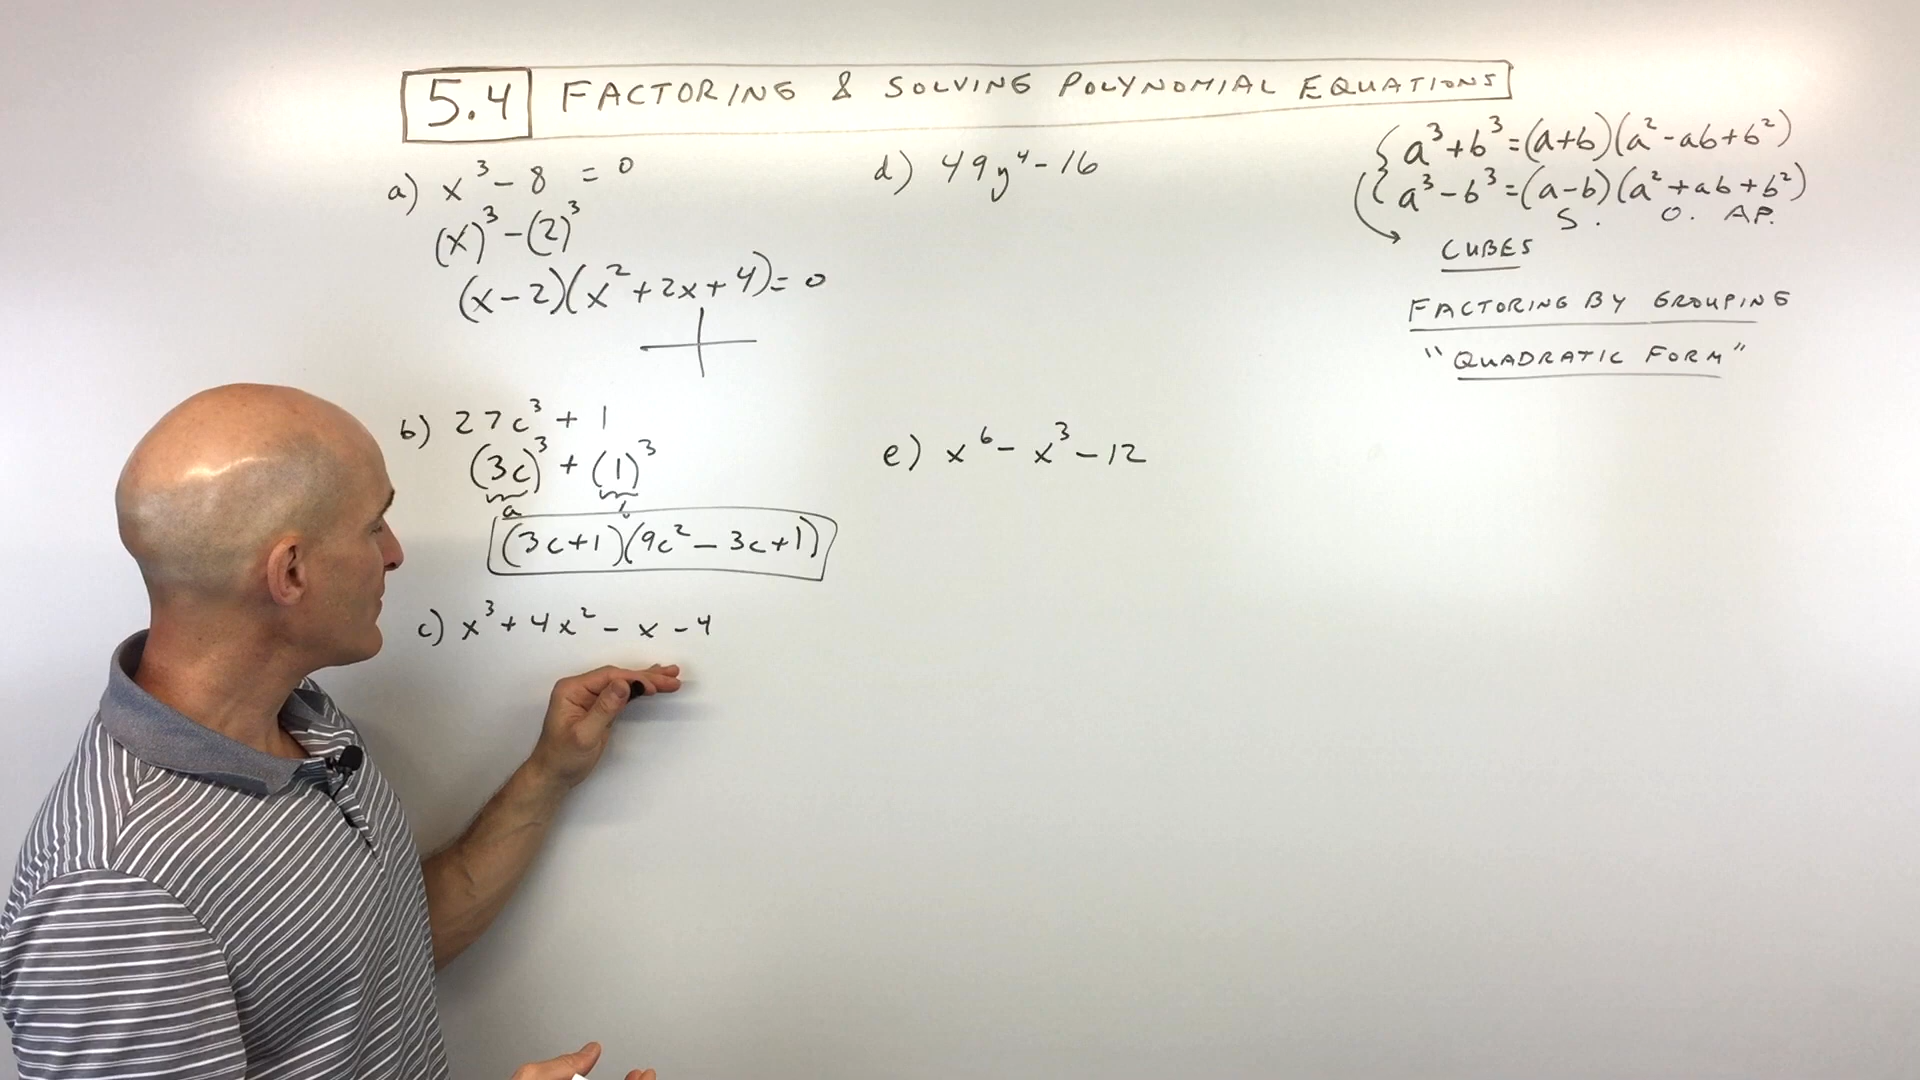 5.4 FACTORING & SOLVING POLYNOMIAL EQUATIONS
a) x³ - 8 = 0
(x)³ - (2)³
(x-2)(x²+2x+4) = 0
b) 27c³ + 1
(3c)³ + (1)³
a b
(3c+1)(9c² - 3c+1)
c) x³ + 4x² - x - 4
d) 49y⁴ - 16
e) x⁶ - x³ - 12
a³+b³=(a+b)(a²-ab+b²)
a³-b³=(a-b)(a²+ab+b²)
S. O. AP.
CUBES
FACTORING BY GROUPING
"QUADRATIC FORM"